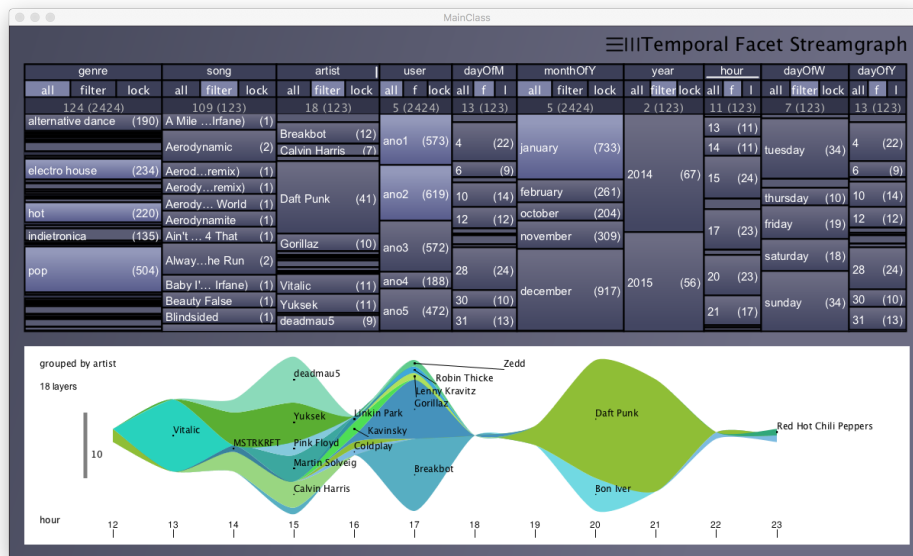 MainClass
Temporal Facet Streamgraph
genre song artist user dayOfM monthOfY year hour dayOfW dayOfY
all filter lock all filter lock all filter lock all f l all f l all filter lock all filter lock all f l all filter lock all f l
124 (2424) 109 (123) 18 (123) 5 (2424) 13 (123) 5 (2424) 2 (123) 11 (123) 7 (123) 13 (123)
alternative dance (190)
electro house (234)
hot (220)
indietronica (135)
pop (504)
A Mile ...Irfane) (1)
Aerodynamic (2)
Aerod...remix) (1)
Aerody...remix) (1)
Aerody... World (1)
Aerodynamite (1)
Ain't ... 4 That (1)
Alway...he Run (2)
Baby I'... Irfane) (1)
Beauty False (1)
Blindsided (1)
Breakbot (12)
Calvin Harris (7)
Daft Punk (41)
Gorillaz (10)
Vitalic (11)
Yuksek (11)
deadmau5 (9)
ano1 (573)
ano2 (619)
ano3 (572)
ano4 (188)
ano5 (472)
4 (22)
6 (9)
10 (14)
12 (12)
28 (24)
30 (10)
31 (13)
january (733)
february (261)
october (204)
november (309)
december (917)
2014 (67)
2015 (56)
13 (11)
14 (11)
15 (24)
17 (23)
20 (23)
21 (17)
tuesday (34)
thursday (10)
friday (19)
saturday (18)
sunday (34)
4 (22)
6 (9)
10 (14)
12 (12)
28 (24)
30 (10)
31 (13)
grouped by artist
18 layers
10
deadmau5
Zedd
Robin Thicke
Lenny Kravitz
Gorillaz
Yuksek
Linkin Park
Daft Punk
Vitalic
Kavinsky
Red Hot Chili Peppers
MSTRKRFT
Pink Floyd
Coldplay
Martin Solveig
Breakbot
Calvin Harris
Bon Iver
hour
12 13 14 15 16 17 18 19 20 21 22 23